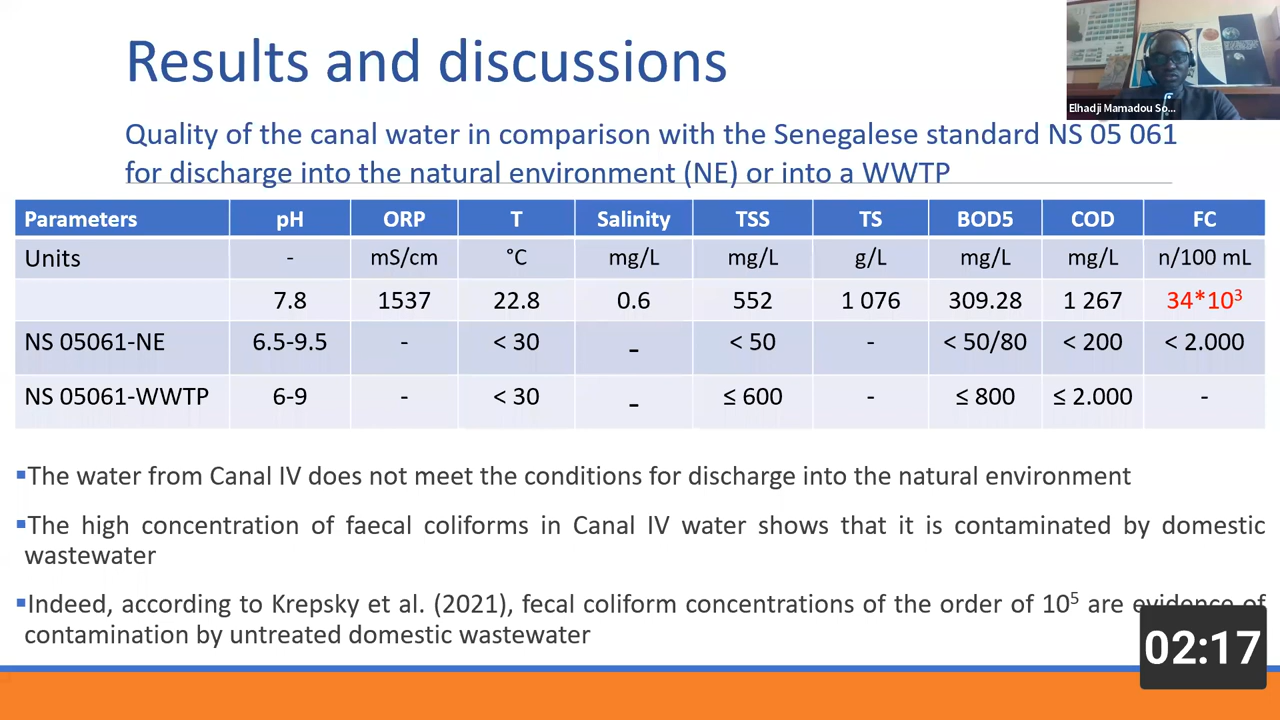 Results and discussions
Elhadji Mamadou So...
Quality of the canal water in comparison with the Senegalese standard NS 05 061
for discharge into the natural environment (NE) or into a WWTP
Parameters pH ORP T Salinity TSS TS BOD5 COD FC
Units - mS/cm °C mg/L mg/L g/L mg/L mg/L n/100 mL
7.8 1537 22.8 0.6 552 1 076 309.28 1 267 34*10³
NS 05061-NE 6.5-9.5 - < 30 - < 50 - < 50/80 < 200 < 2.000
NS 05061-WWTP 6-9 - < 30 - ≤ 600 - ≤ 800 ≤ 2.000 -
▪The water from Canal IV does not meet the conditions for discharge into the natural environment
▪The high concentration of faecal coliforms in Canal IV water shows that it is contaminated by domestic
wastewater
▪Indeed, according to Krepsky et al. (2021), fecal coliform concentrations of the order of 10⁵ are evidence of
contamination by untreated domestic wastewater
02:17